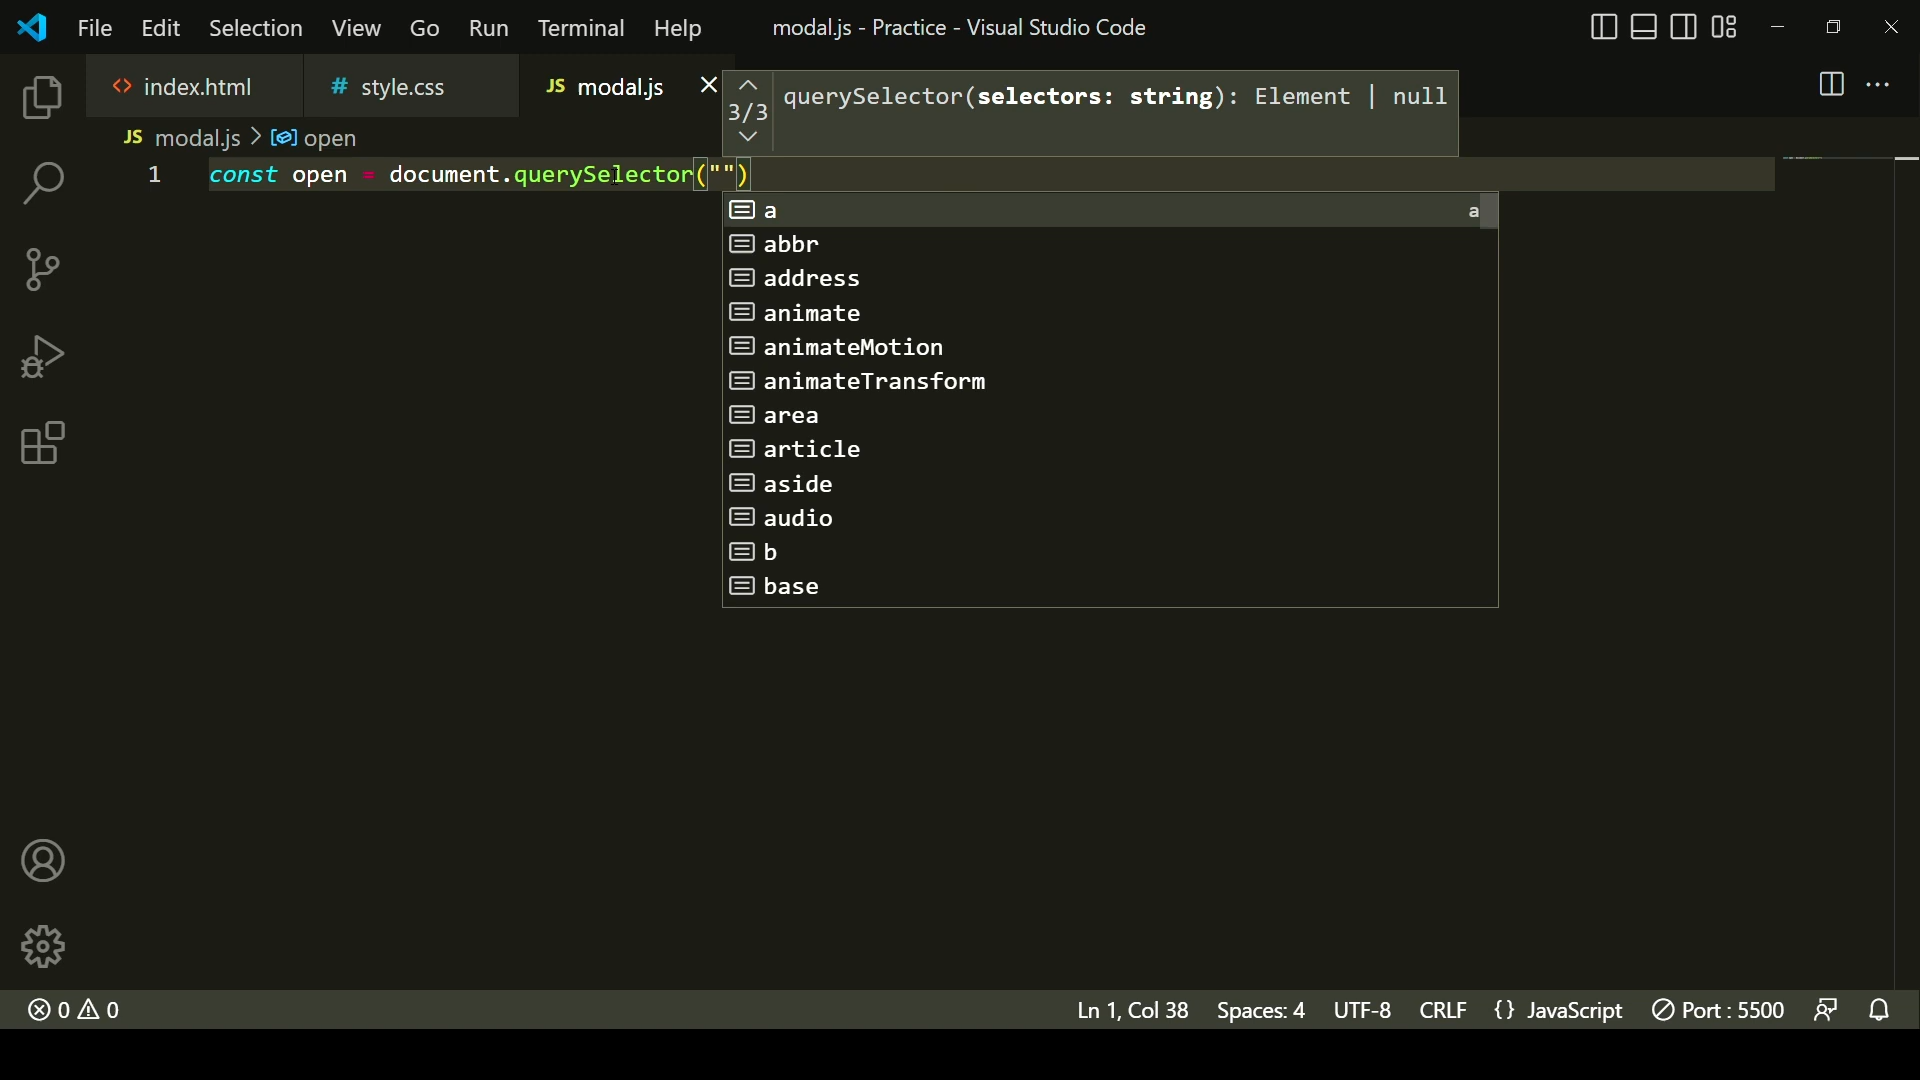 File Edit Selection View Go Run Terminal Help modal.js - Practice - Visual Studio Code
<> index.html # style.css JS modal.js
3/3 querySelector(selectors: string): Element | null
JS modal.js > open
1 const open = document.querySelector("")
a a
abbr
address
animate
animateMotion
animateTransform
area
article
aside
audio
b
base
0 0 Ln 1, Col 38 Spaces: 4 UTF-8 CRLF {} JavaScript Port : 5500